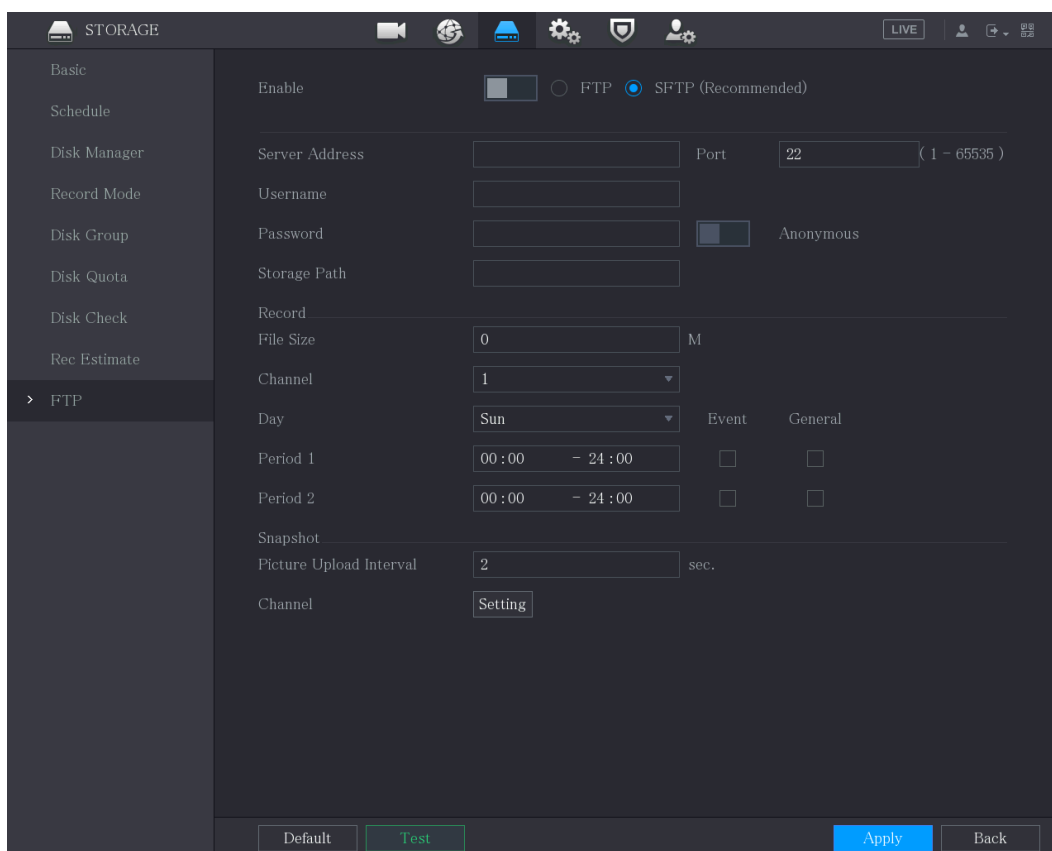 STORAGE LIVE
Basic
Enable FTP SFTP (Recommended)
Schedule
Disk Manager
Server Address Port 22 ( 1 - 65535 )
Record Mode
Username
Disk Group
Password Anonymous
Disk Quota
Storage Path
Disk Check
Record
File Size 0 M
Rec Estimate
Channel 1
> FTP
Day Sun Event General
Period 1 00 : 00 - 24 : 00
Period 2 00 : 00 - 24 : 00
Snapshot
Picture Upload Interval 2 sec.
Channel Setting
Default Test Apply Back